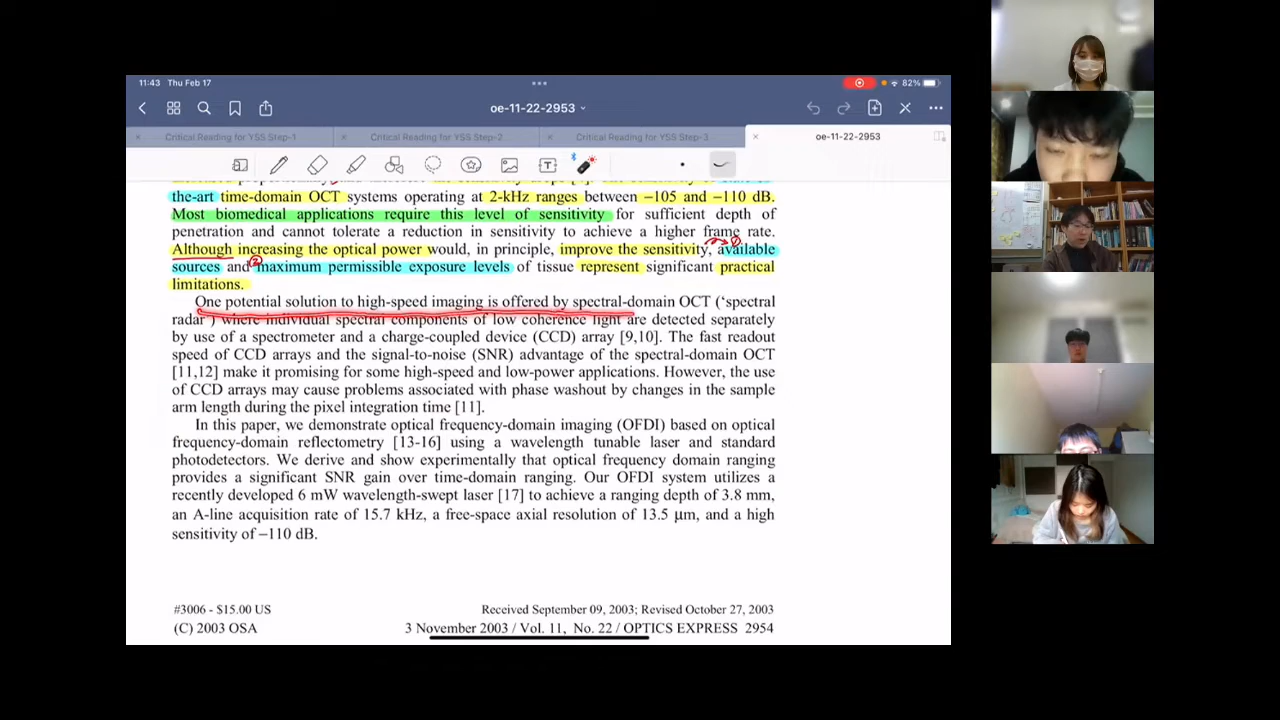 11:43 Thu Feb 17
82%
oe-11-22-2953
Critical Reading for YSS Step-1
Critical Reading for YSS Step-2
Critical Reading for YSS Step-3
oe-11-22-2953
the-art time-domain OCT systems operating at 2-kHz ranges between −105 and −110 dB.
Most biomedical applications require this level of sensitivity for sufficient depth of
penetration and cannot tolerate a reduction in sensitivity to achieve a higher frame rate.
Although increasing the optical power would, in principle, improve the sensitivity, ① available
sources and ② maximum permissible exposure levels of tissue represent significant practical
limitations.
One potential solution to high-speed imaging is offered by spectral-domain OCT ('spectral
radar') where individual spectral components of low coherence light are detected separately
by use of a spectrometer and a charge-coupled device (CCD) array [9,10]. The fast readout
speed of CCD arrays and the signal-to-noise (SNR) advantage of the spectral-domain OCT
[11,12] make it promising for some high-speed and low-power applications. However, the use
of CCD arrays may cause problems associated with phase washout by changes in the sample
arm length during the pixel integration time [11].
In this paper, we demonstrate optical frequency-domain imaging (OFDI) based on optical
frequency-domain reflectometry [13-16] using a wavelength tunable laser and standard
photodetectors. We derive and show experimentally that optical frequency domain ranging
provides a significant SNR gain over time-domain ranging. Our OFDI system utilizes a
recently developed 6 mW wavelength-swept laser [17] to achieve a ranging depth of 3.8 mm,
an A-line acquisition rate of 15.7 kHz, a free-space axial resolution of 13.5 μm, and a high
sensitivity of −110 dB.
#3006 - $15.00 US
Received September 09, 2003; Revised October 27, 2003
(C) 2003 OSA
3 November 2003 / Vol. 11, No. 22 / OPTICS EXPRESS 2954